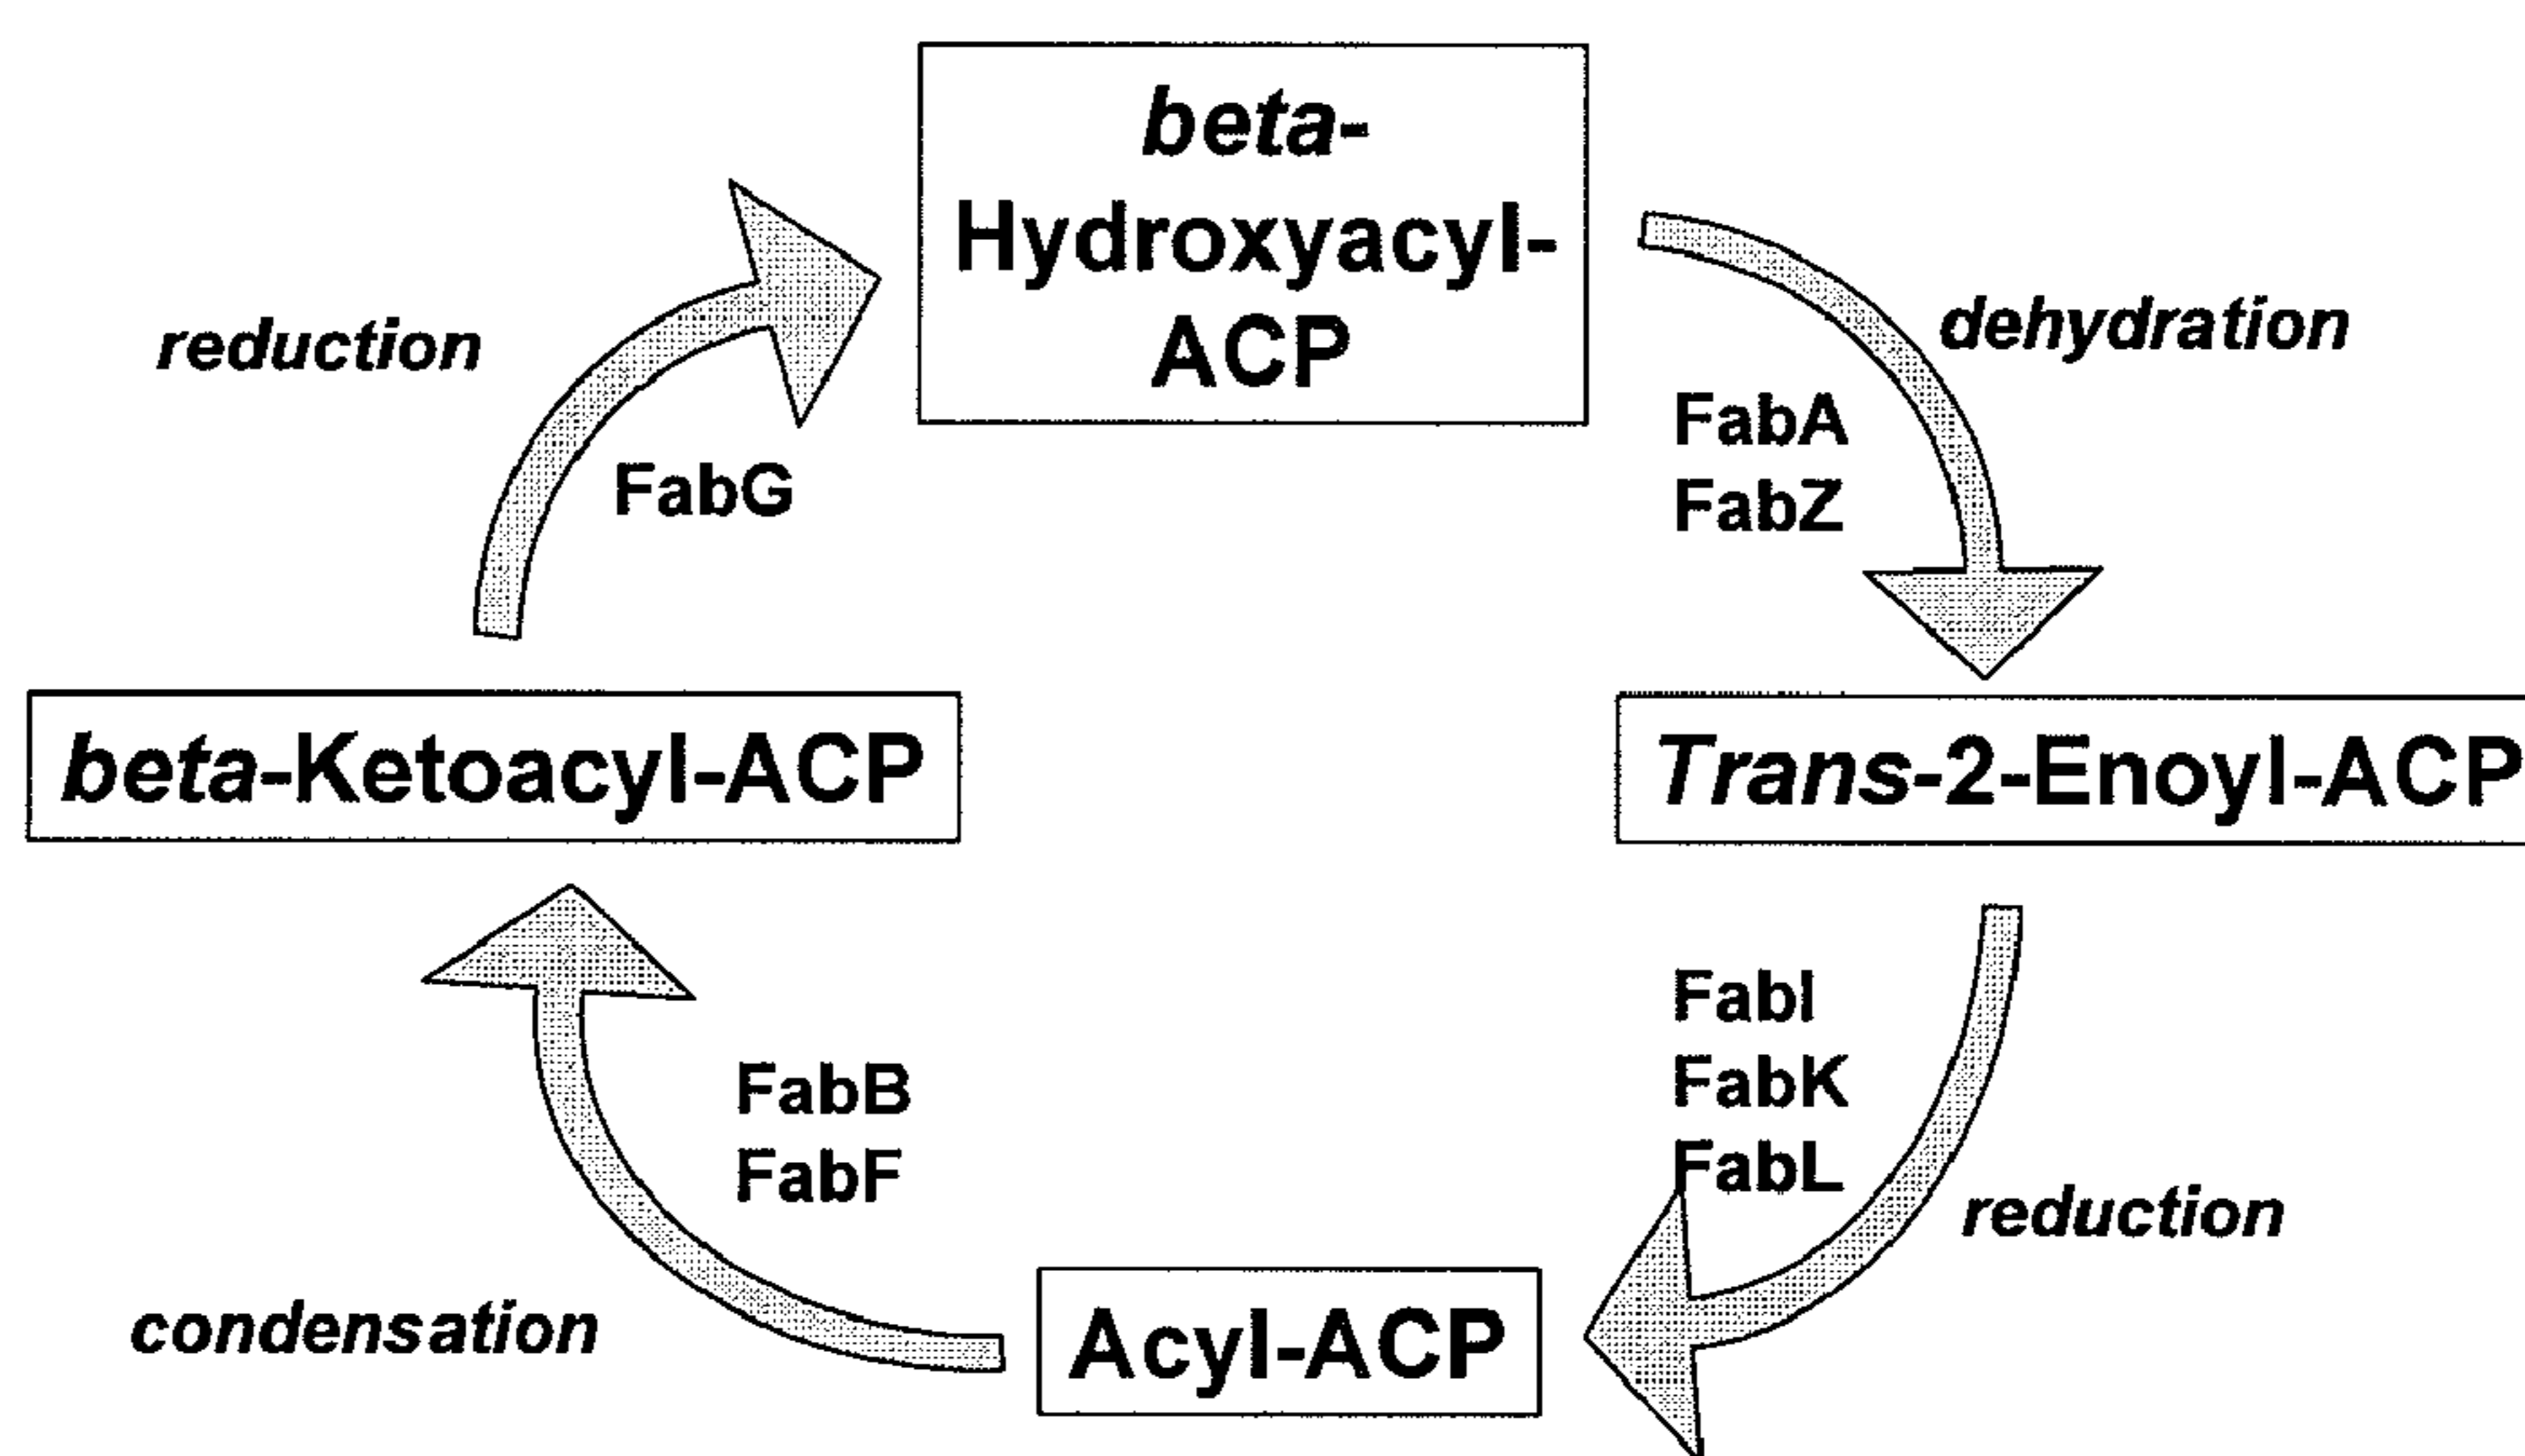 beta-
Hydroxyacyl-
ACP
reduction
dehydration
FabA
FabZ
FabG
beta-Ketoacyl-ACP
Trans-2-Enoyl-ACP
FabI
FabK
FabL
FabB
FabF
reduction
condensation
Acyl-ACP